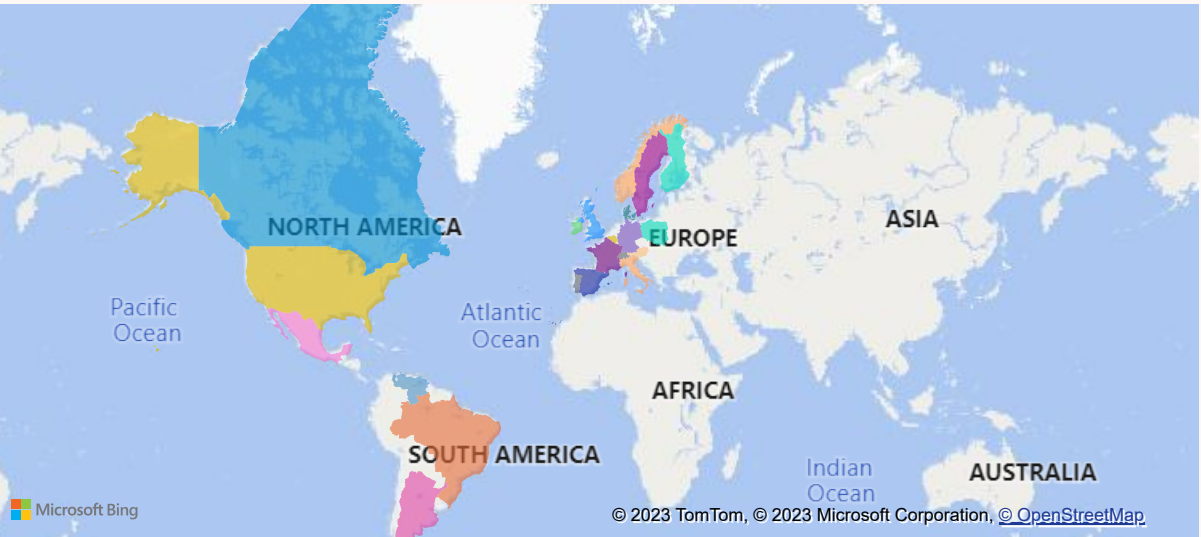 NORTH AMERICA
ASIA
EUROPE
Pacific
Ocean
Atlantic
Ocean
AFRICA
SOUTH AMERICA
Indian
Ocean
AUSTRALIA
Microsoft Bing
© 2023 TomTom, © 2023 Microsoft Corporation, © OpenStreetMap